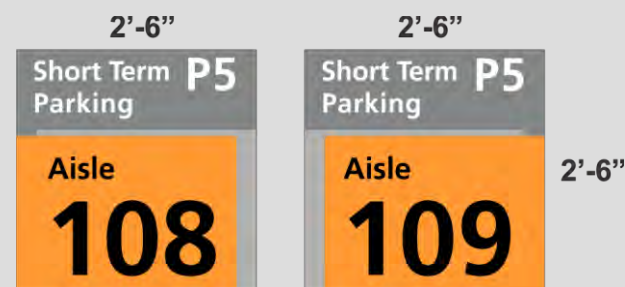 2’-6” 2’-6”
Short Term P5
Parking
Aisle
108
Short Term P5
Parking
Aisle
109
2’-6”